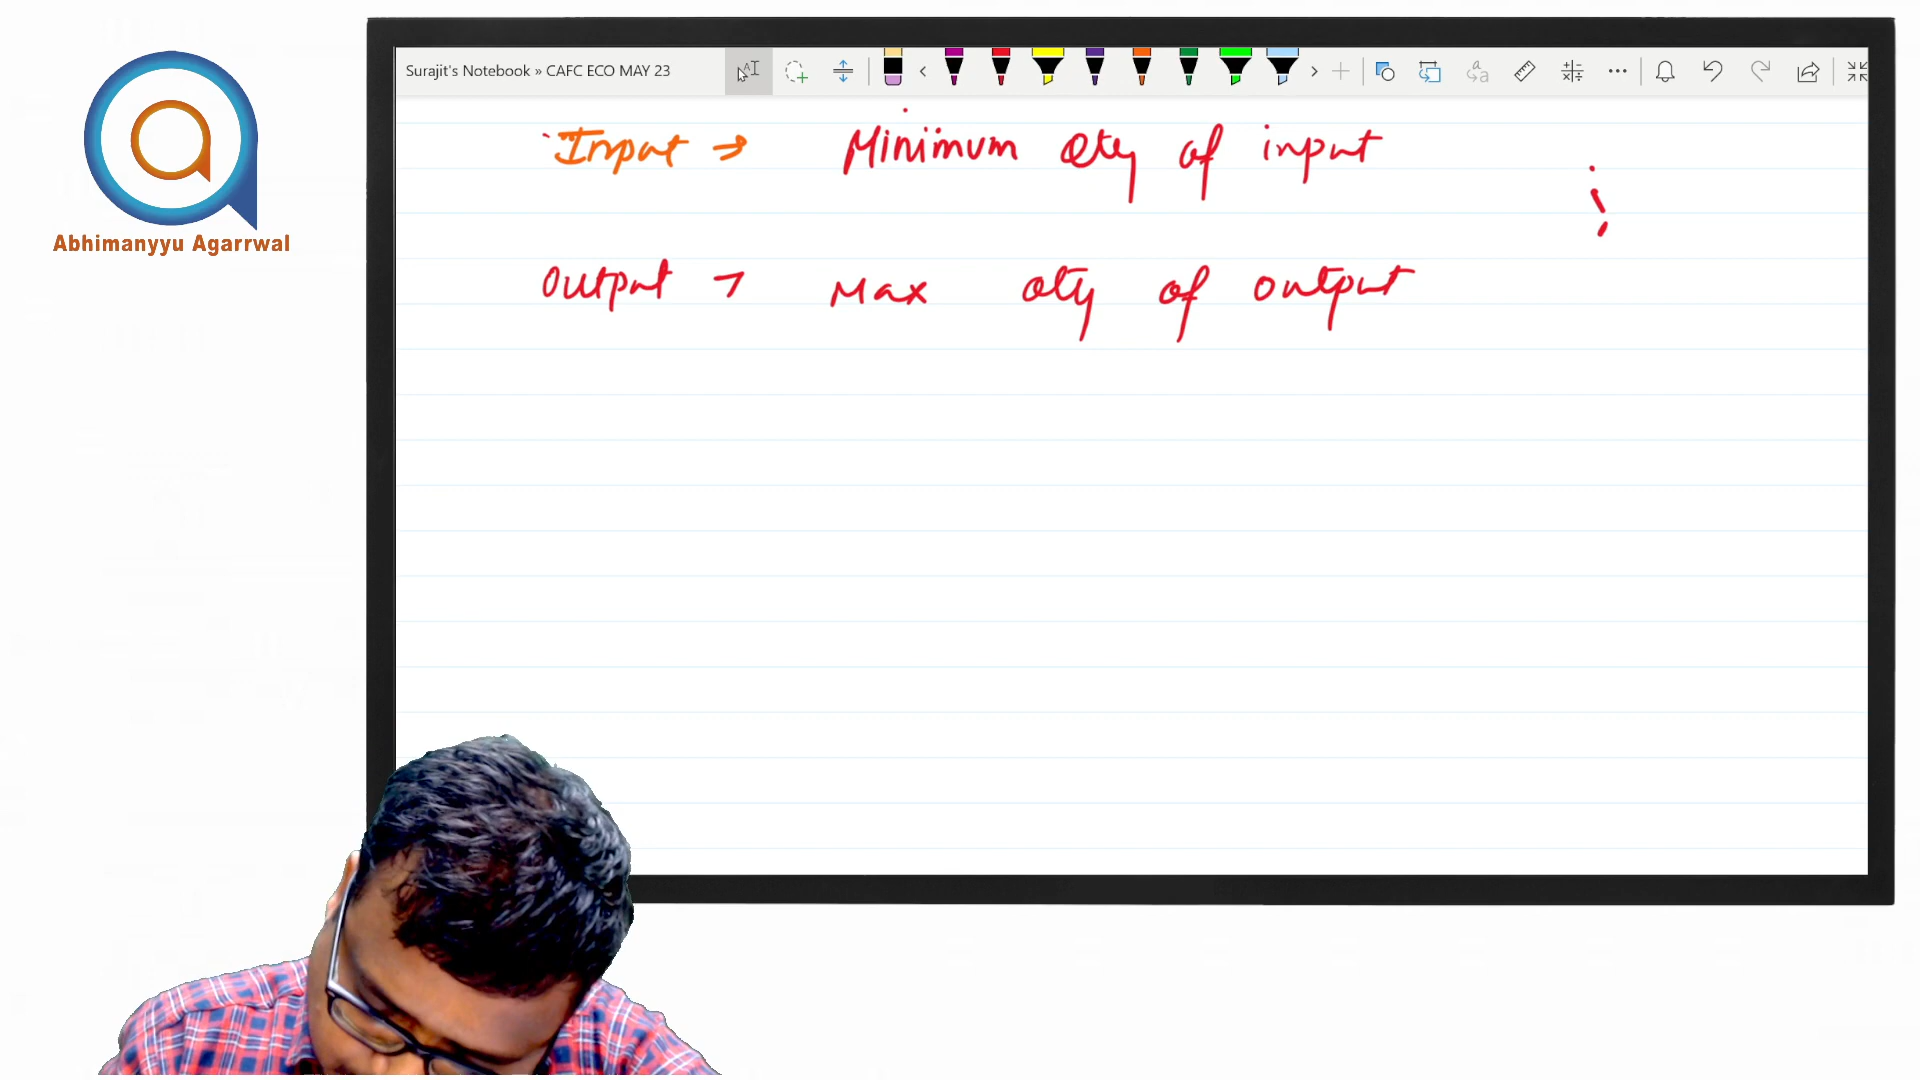 Surajit's Notebook » CAFC ECO MAY 23
Abhimanyyu Agarrwal
Input → Minimum Qty of input
Output → Max Qty of output